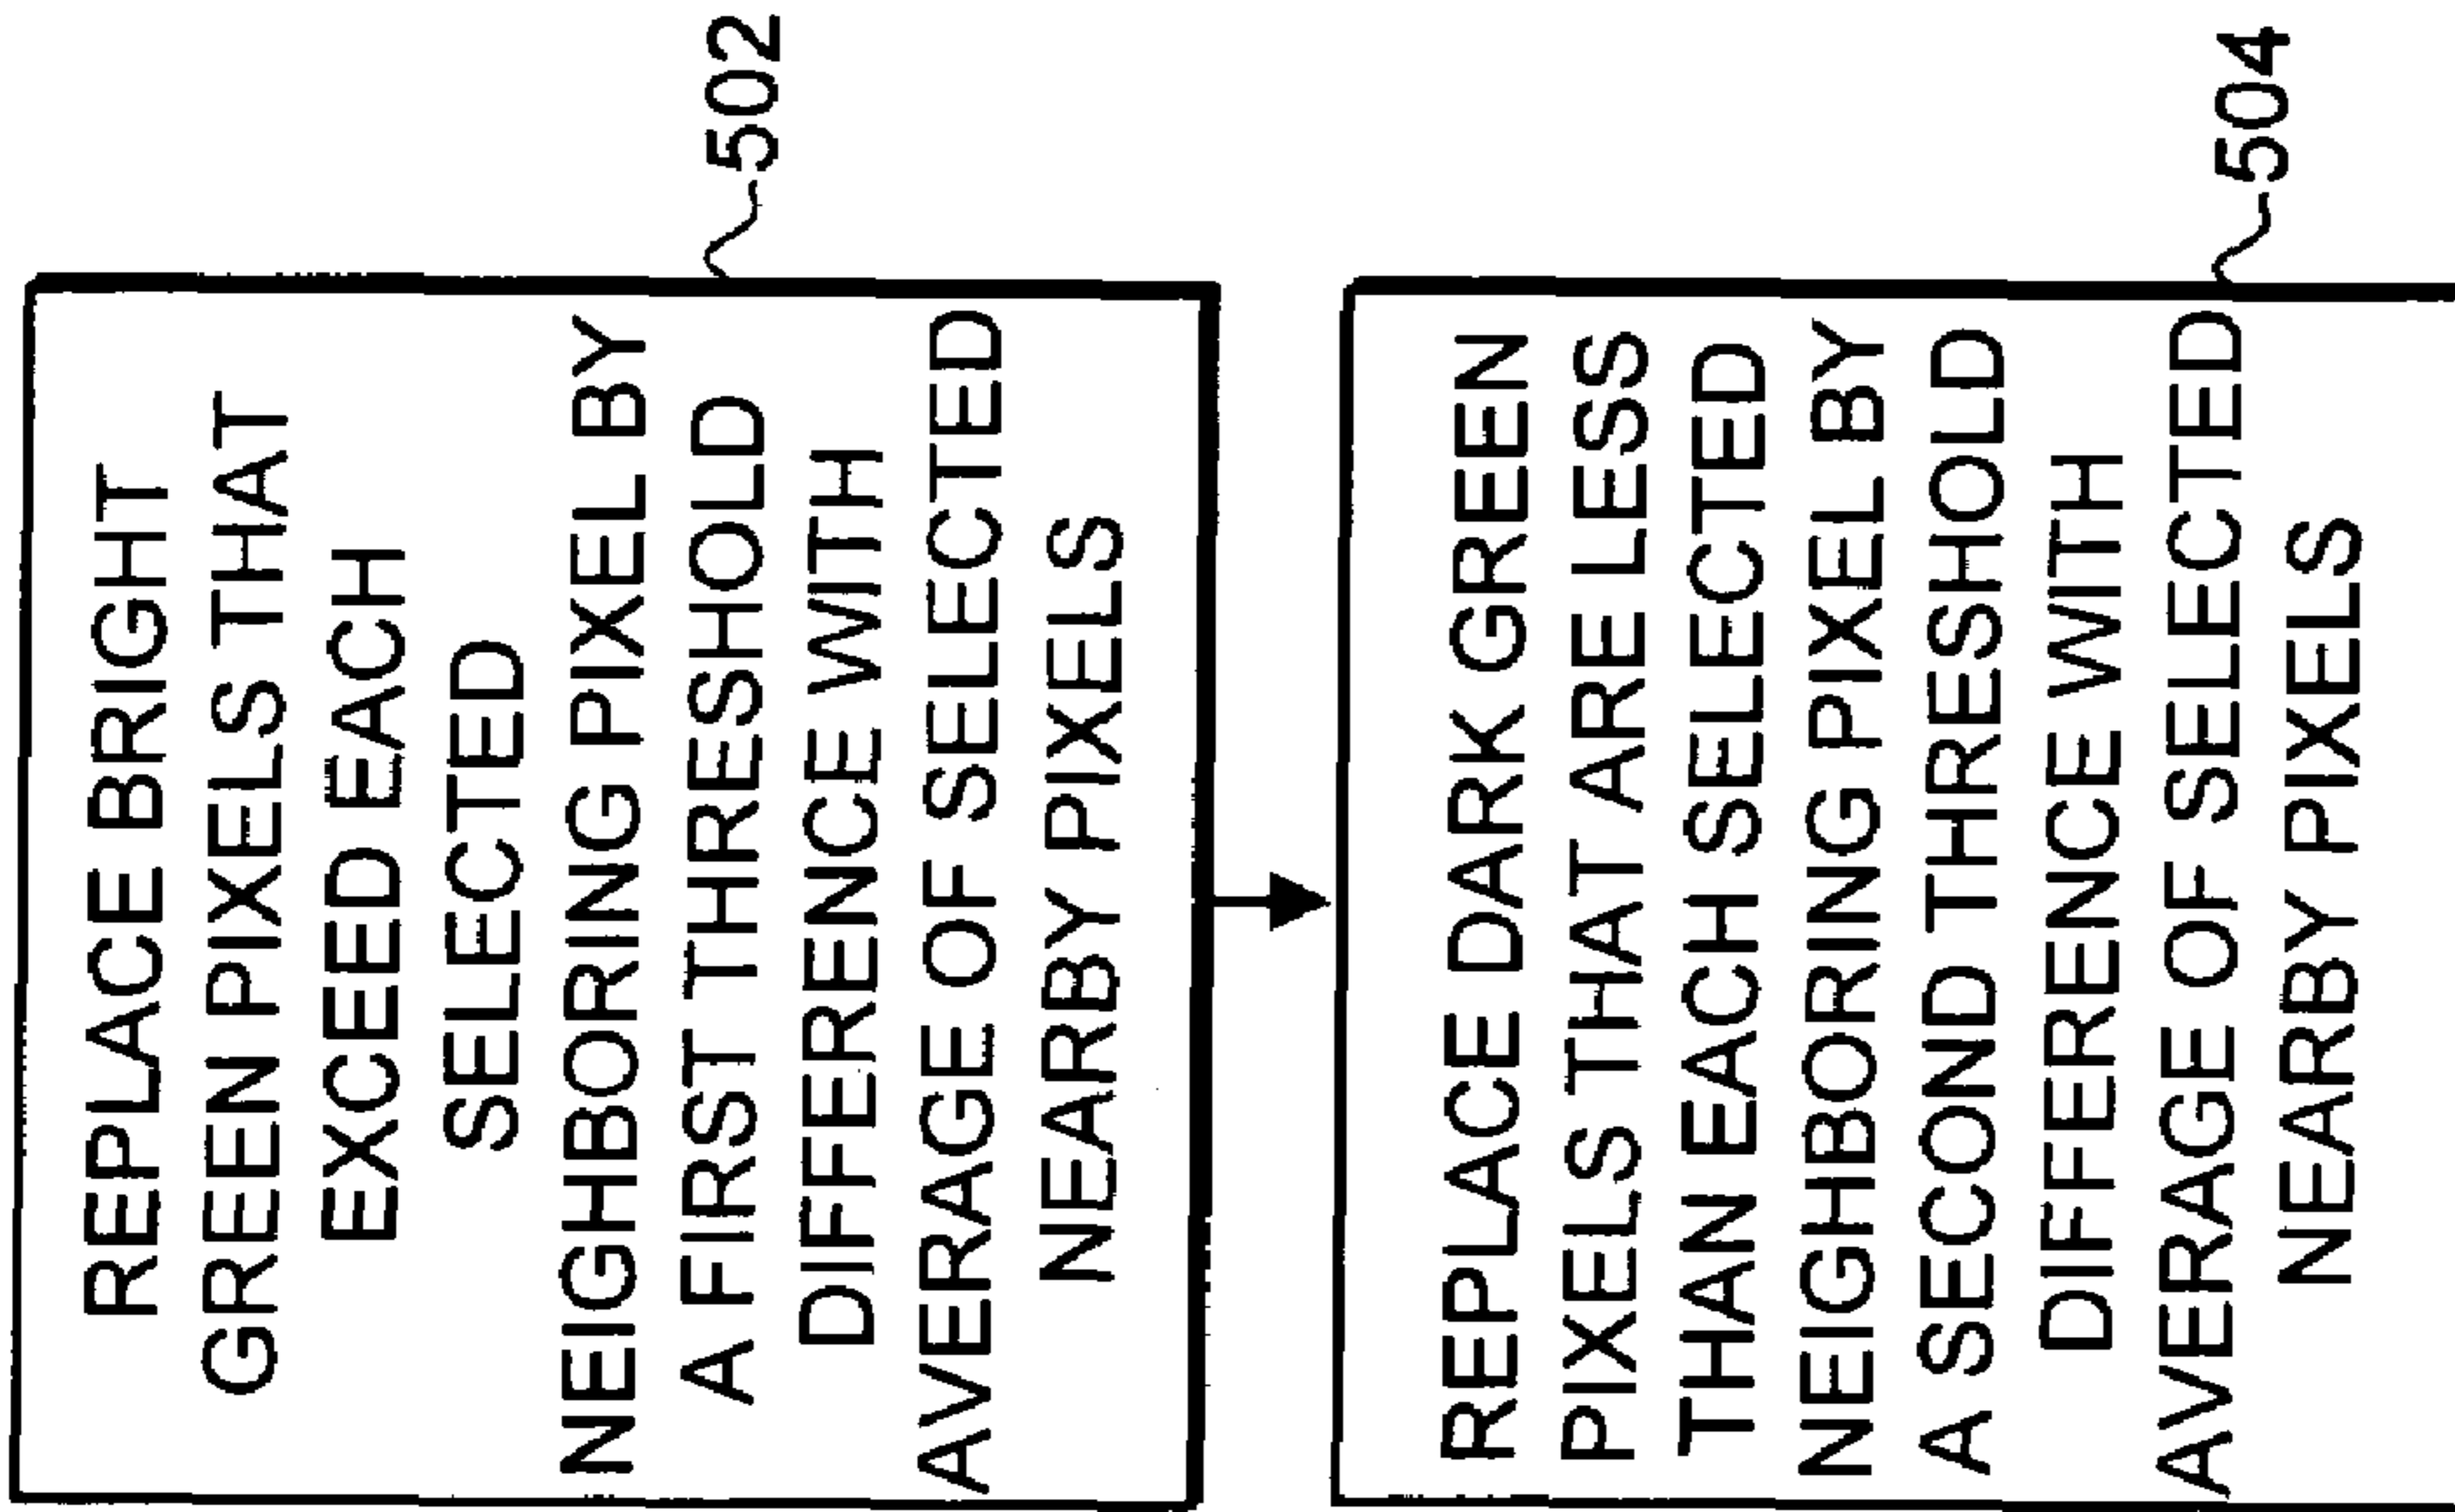 REPLACE BRIGHT
GREEN PIXELS THAT
EXCEED EACH
SELECTED
NEIGHBORING PIXEL BY
A FIRST THRESHOLD
DIFFERENCE WITH
AVERAGE OF SELECTED
NEARBY PIXELS
502
REPLACE DARK GREEN
PIXELS THAT ARE LESS
THAN EACH SELECTED
NEIGHBORING PIXEL BY
A SECOND THRESHOLD
DIFFERENCE WITH
AVERAGE OF SELECTED
NEARBY PIXELS
504